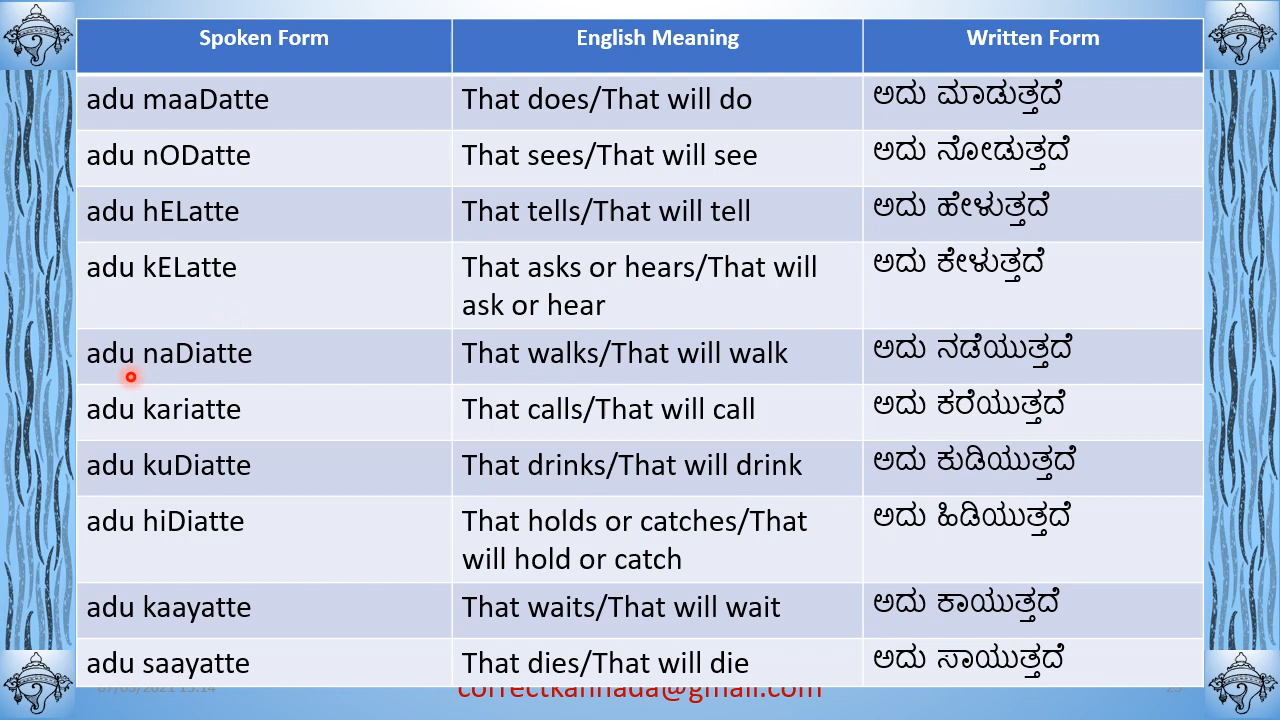 Spoken Form English Meaning Written Form
adu maaDatte That does/That will do ಅದು ಮಾಡುತ್ತದೆ
adu nODatte That sees/That will see ಅದು ನೋಡುತ್ತದೆ
adu hELatte That tells/That will tell ಅದು ಹೇಳುತ್ತದೆ
adu kELatte That asks or hears/That will ಅದು ಕೇಳುತ್ತದೆ
ask or hear
adu naDiatte That walks/That will walk ಅದು ನಡೆಯುತ್ತದೆ
adu kariatte That calls/That will call ಅದು ಕರೆಯುತ್ತದೆ
adu kuDiatte That drinks/That will drink ಅದು ಕುಡಿಯುತ್ತದೆ
adu hiDiatte That holds or catches/That ಅದು ಹಿಡಿಯುತ್ತದೆ
will hold or catch
adu kaayatte That waits/That will wait ಅದು ಕಾಯುತ್ತದೆ
adu saayatte That dies/That will die ಅದು ಸಾಯುತ್ತದೆ
correctkannada@gmail.com